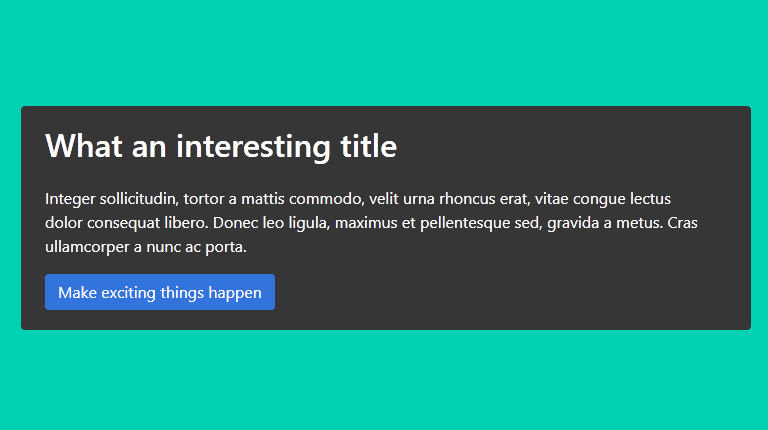 What an interesting title
Integer sollicitudin, tortor a mattis commodo, velit urna rhoncus erat, vitae congue lectus
dolor consequat libero. Donec leo ligula, maximus et pellentesque sed, gravida a metus. Cras
ullamcorper a nunc ac porta.
Make exciting things happen